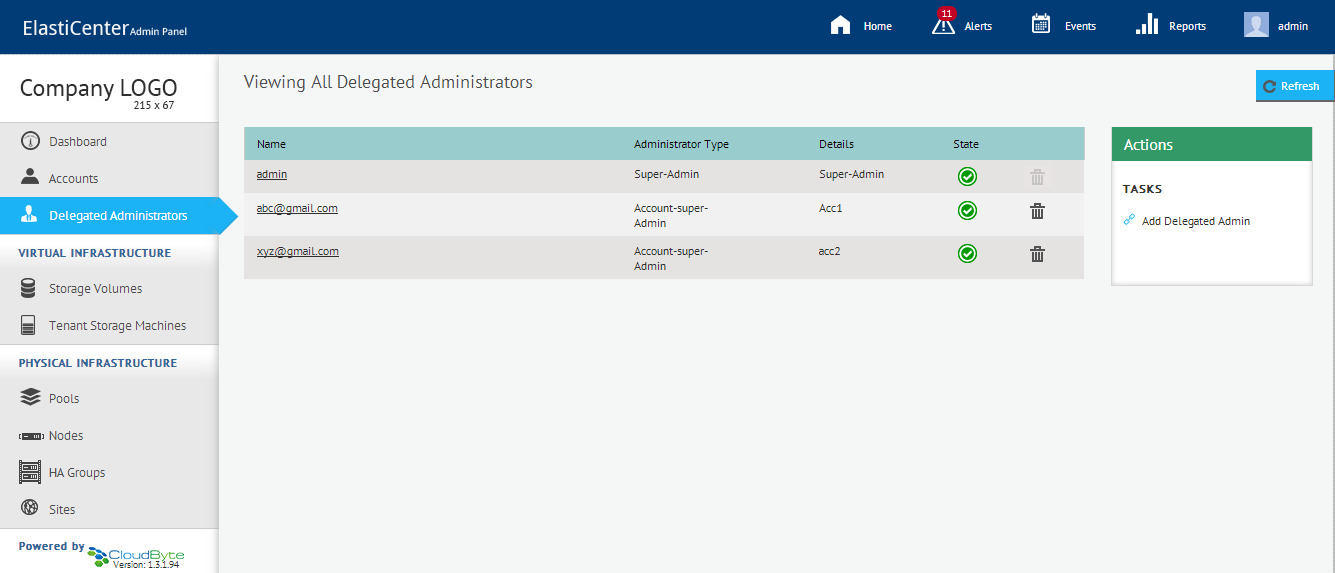 ElastiCenter Admin Panel
11
Home
Alerts
Events
Reports
admin
Company LOGO
215 x 67
Dashboard
Accounts
Delegated Administrators
VIRTUAL INFRASTRUCTURE
Storage Volumes
Tenant Storage Machines
PHYSICAL INFRASTRUCTURE
Pools
Nodes
HA Groups
Sites
Powered by CloudByte
Version: 1.3.1.94
Viewing All Delegated Administrators
Refresh
Name Administrator Type Details State
admin Super-Admin Super-Admin
abc@gmail.com Account-super- Acc1
Admin
xyz@gmail.com Account-super- acc2
Admin
Actions
TASKS
Add Delegated Admin